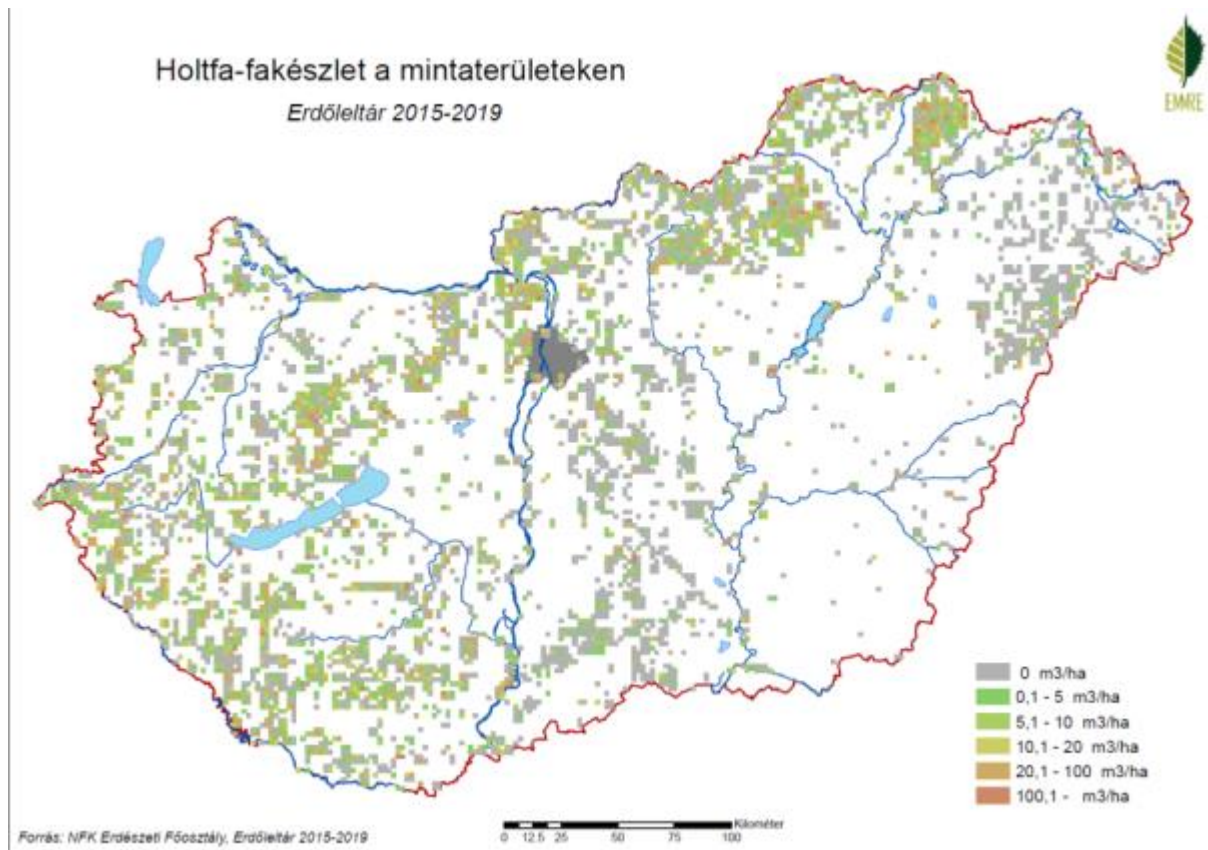 Holtfa-fakészlet a mintaterületeken
Erdőleltár 2015-2019
EMRE
0 m3/ha
0,1 - 5 m3/ha
5,1 - 10 m3/ha
10,1 - 20 m3/ha
20,1 - 100 m3/ha
100,1 - m3/ha
Forrás: NFK Erdészeti Főosztály, Erdőleltár 2015-2019
Kilométer
0 12,5 25 50 75 100